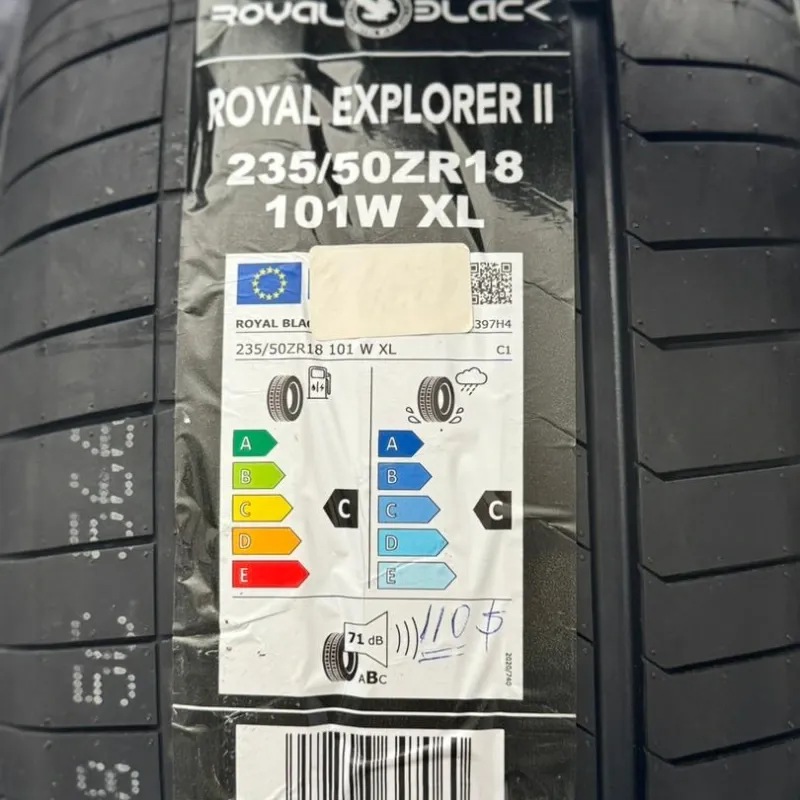 ROYAL BLACK
ROYAL EXPLORER II
235/50ZR18
101W XL
ROYAL BLAC
397H4
235/50ZR18 101 W XL
C1
A
B
C
D
E
C
A
B
C
D
E
C
71 dB
ABC
110 $
2020/740